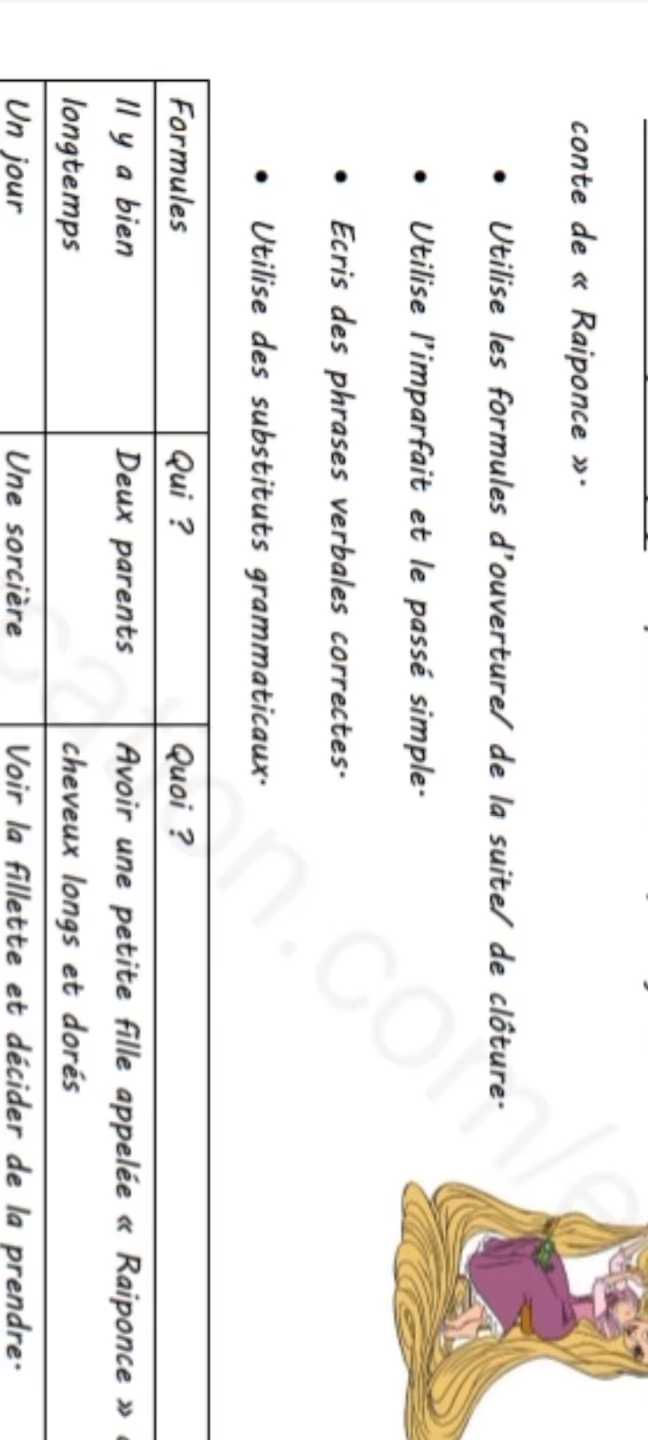 conte de « Raiponce ».
• Utilise les formules d'ouverture/ de la suite/ de clôture.
• Utilise l'imparfait et le passé simple.
• Ecris des phrases verbales correctes.
• Utilise des substituts grammaticaux.
Formules Qui ? Quoi ?
Il y a bien Deux parents Avoir une petite fille appelée « Raiponce »
longtemps cheveux longs et dorés
Un jour Une sorcière Voir la fillette et décider de la prendre.
cation.com/e